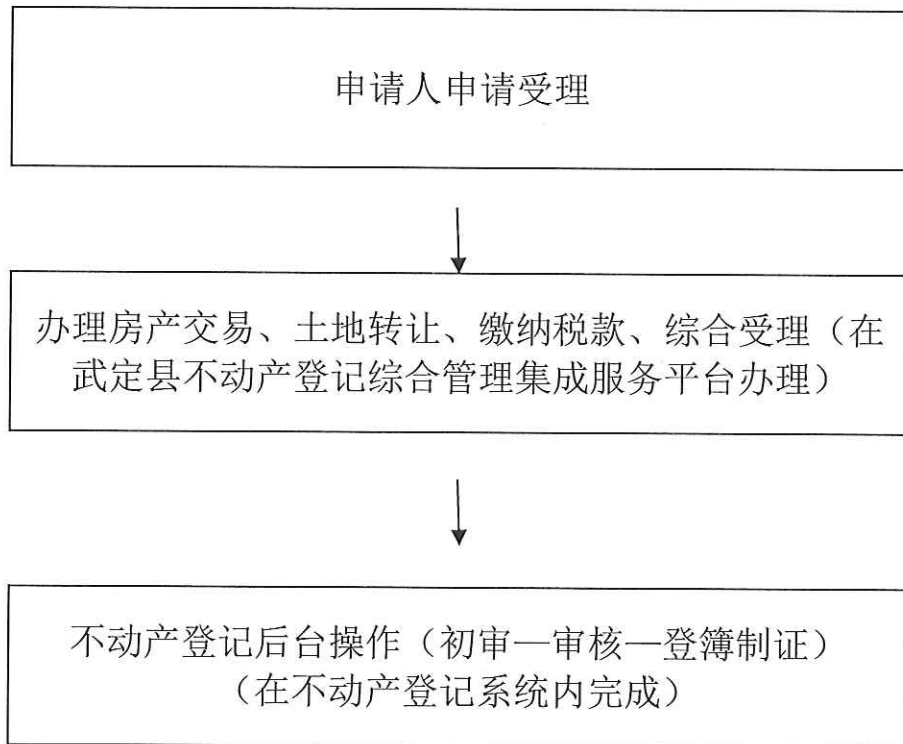 申请人申请受理
办理房产交易、土地转让、缴纳税款、综合受理（在
武定县不动产登记综合管理集成服务平台办理）
不动产登记后台操作（初审—审核—登簿制证）
（在不动产登记系统内完成）